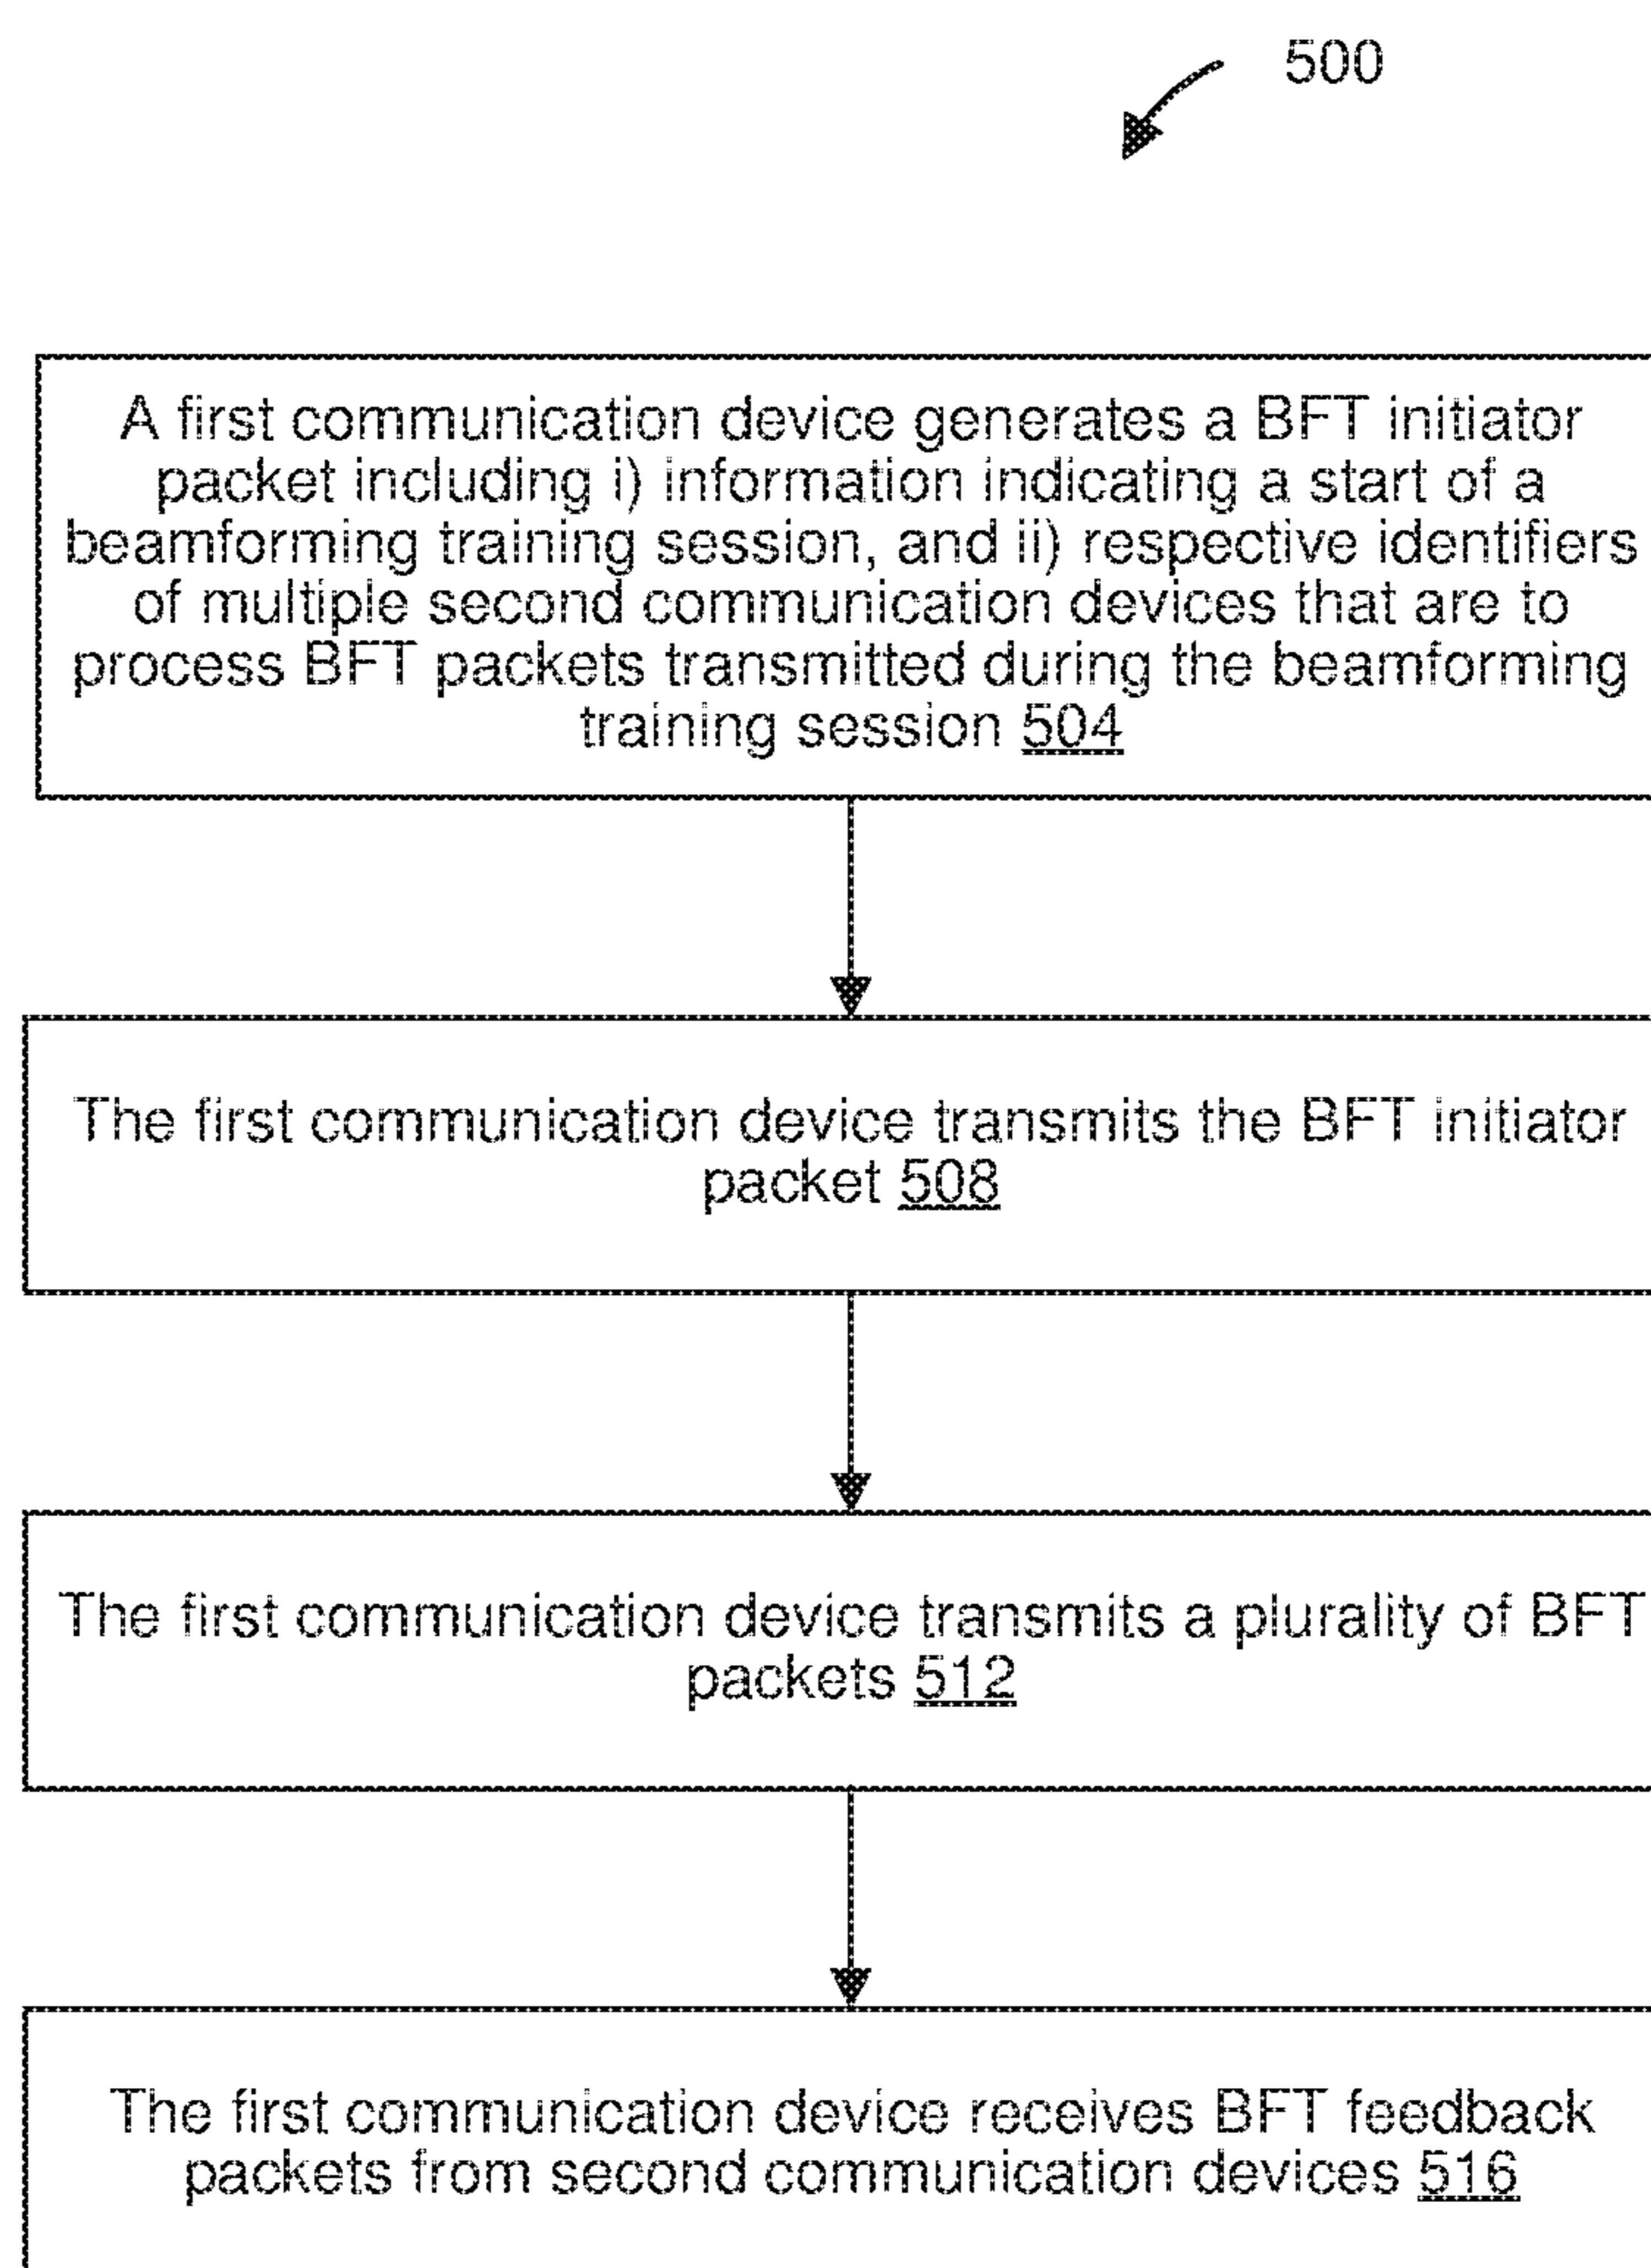 500
A first communication device generates a BFT initiator
packet including i) information indicating a start of a
beamforming training session, and ii) respective identifiers
of multiple second communication devices that are to
process BFT packets transmitted during the beamforming
training session 504
The first communication device transmits the BFT initiator
packet 508
The first communication device transmits a plurality of BFT
packets 512
The first communication device receives BFT feedback
packets from second communication devices 516